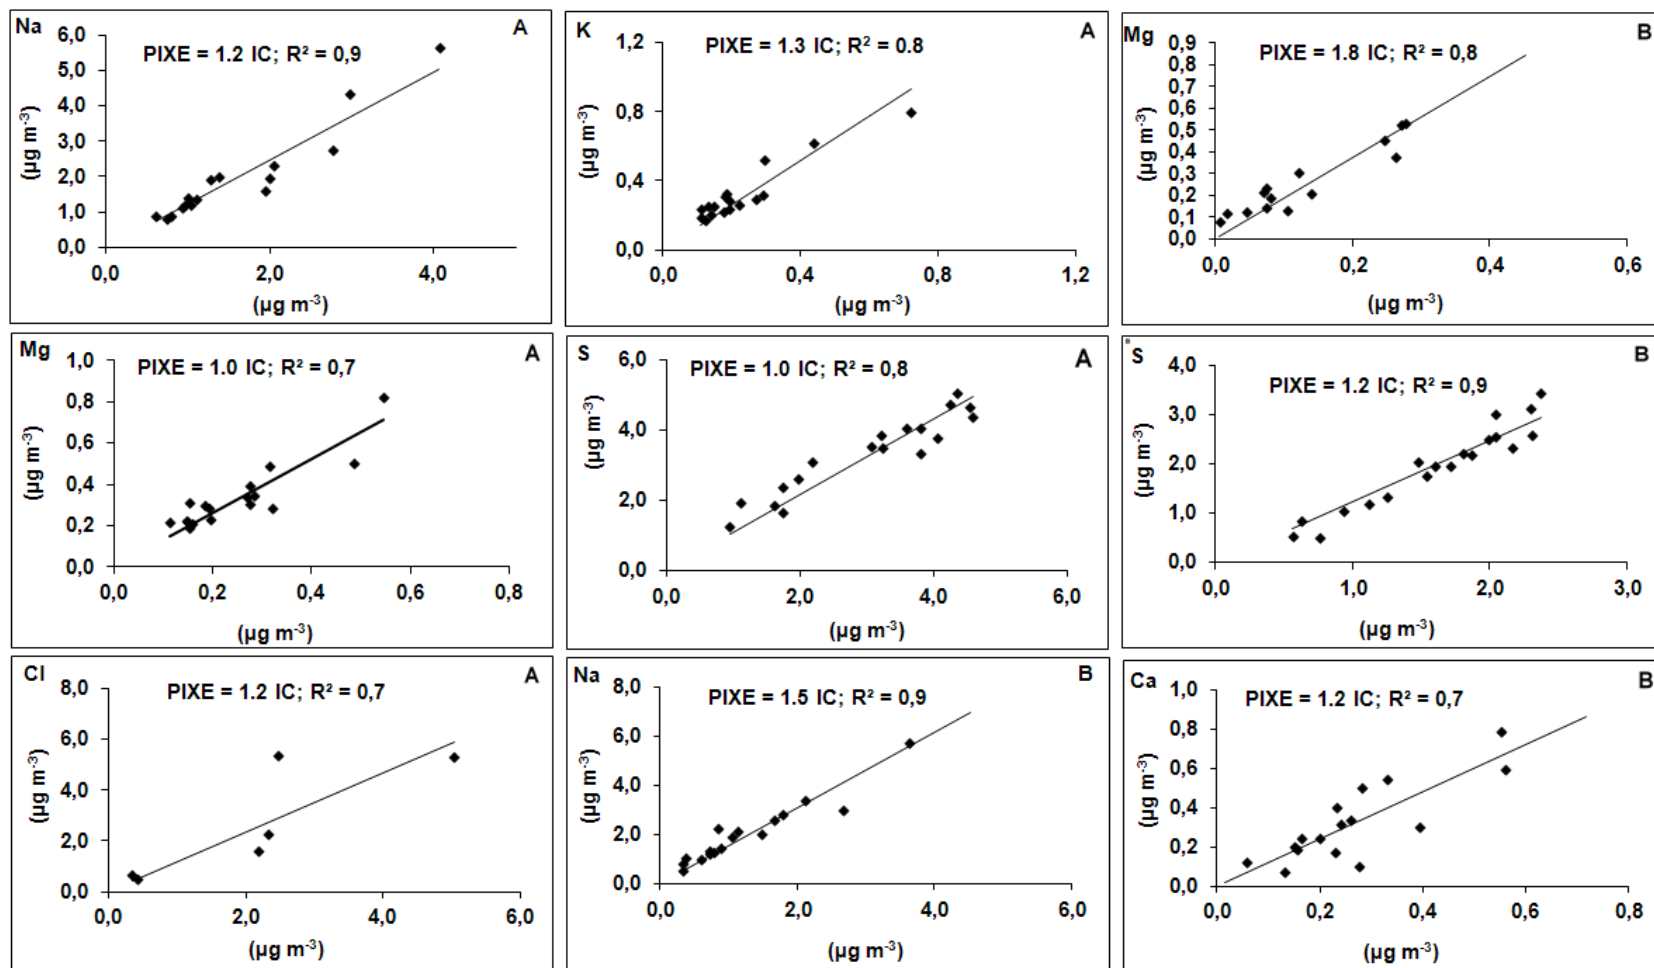 Na A
PIXE = 1.2 IC; R² = 0,9
6,0
5,0
4,0
3,0
2,0
1,0
0,0
(µg m⁻³)
0,0 2,0 4,0
(µg m⁻³)
K A
PIXE = 1.3 IC; R² = 0.8
1,2
0,8
0,4
0,0
(µg m⁻³)
0,0 0,4 0,8 1,2
(µg m⁻³)
Mg B
PIXE = 1.8 IC; R² = 0,8
0,9
0,8
0,7
0,6
0,5
0,4
0,3
0,2
0,1
0,0
(µg m⁻³)
0,0 0,2 0,4 0,6
(µg m⁻³)
Mg A
PIXE = 1.0 IC; R² = 0,7
1,0
0,8
0,6
0,4
0,2
0,0
(µg m⁻³)
0,0 0,2 0,4 0,6 0,8
(µg m⁻³)
S A
PIXE = 1.0 IC; R² = 0,8
6,0
4,0
2,0
0,0
(µg m⁻³)
0,0 2,0 4,0 6,0
(µg m⁻³)
S B
PIXE = 1.2 IC; R² = 0,9
4,0
3,0
2,0
1,0
0,0
(µg m⁻³)
0,0 1,0 2,0 3,0
(µg m⁻³)
Cl A
PIXE = 1.2 IC; R² = 0,7
8,0
6,0
4,0
2,0
0,0
(µg m⁻³)
0,0 2,0 4,0 6,0
(µg m⁻³)
Na B
PIXE = 1.5 IC; R² = 0,9
8,0
6,0
4,0
2,0
0,0
(µg m⁻³)
0,0 2,0 4,0 6,0
(µg m⁻³)
Ca B
PIXE = 1.2 IC; R² = 0,7
1,0
0,8
0,6
0,4
0,2
0,0
(µg m⁻³)
0,0 0,2 0,4 0,6 0,8
(µg m⁻³)